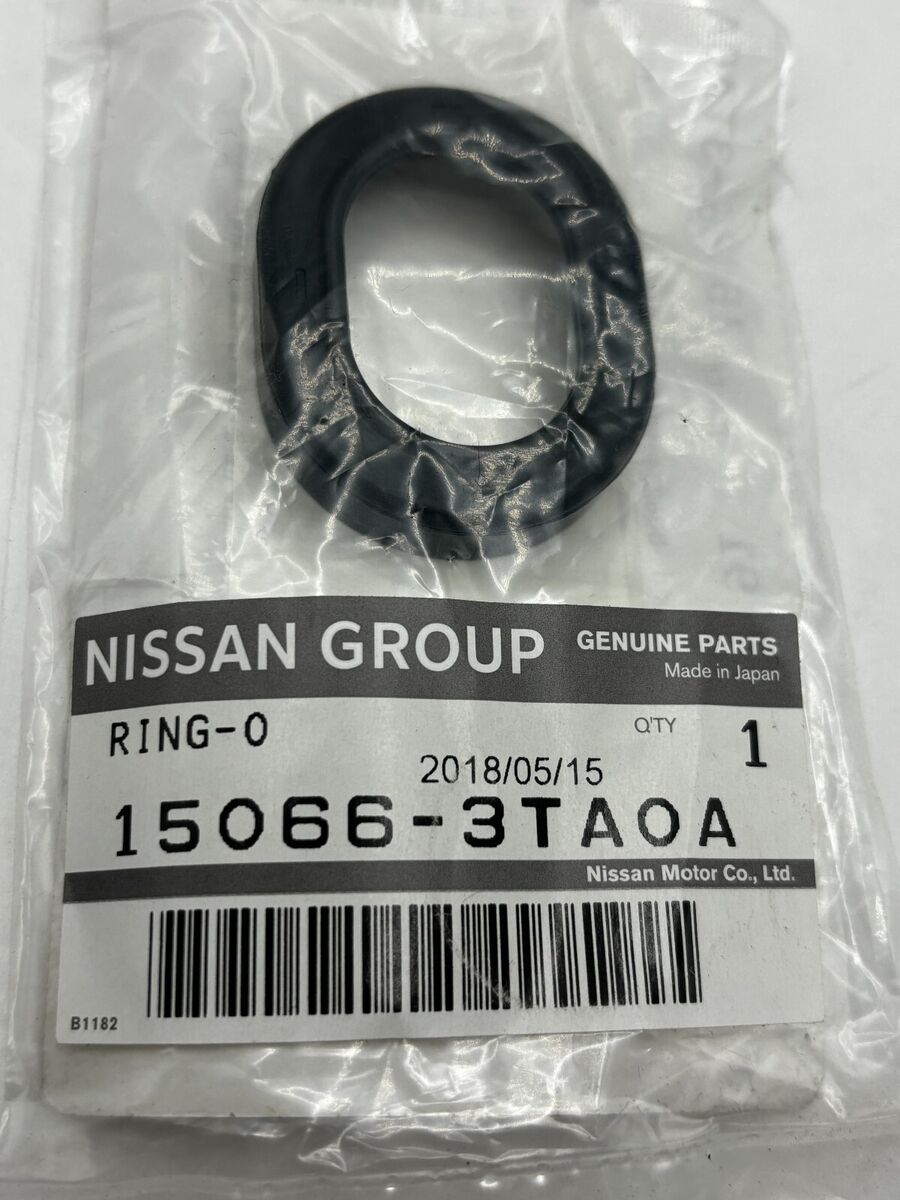 NISSAN GROUP
GENUINE PARTS
Made in Japan
RING-O
Q'TY 1
2018/05/15
15066-3TA0A
Nissan Motor Co., Ltd.
B1182